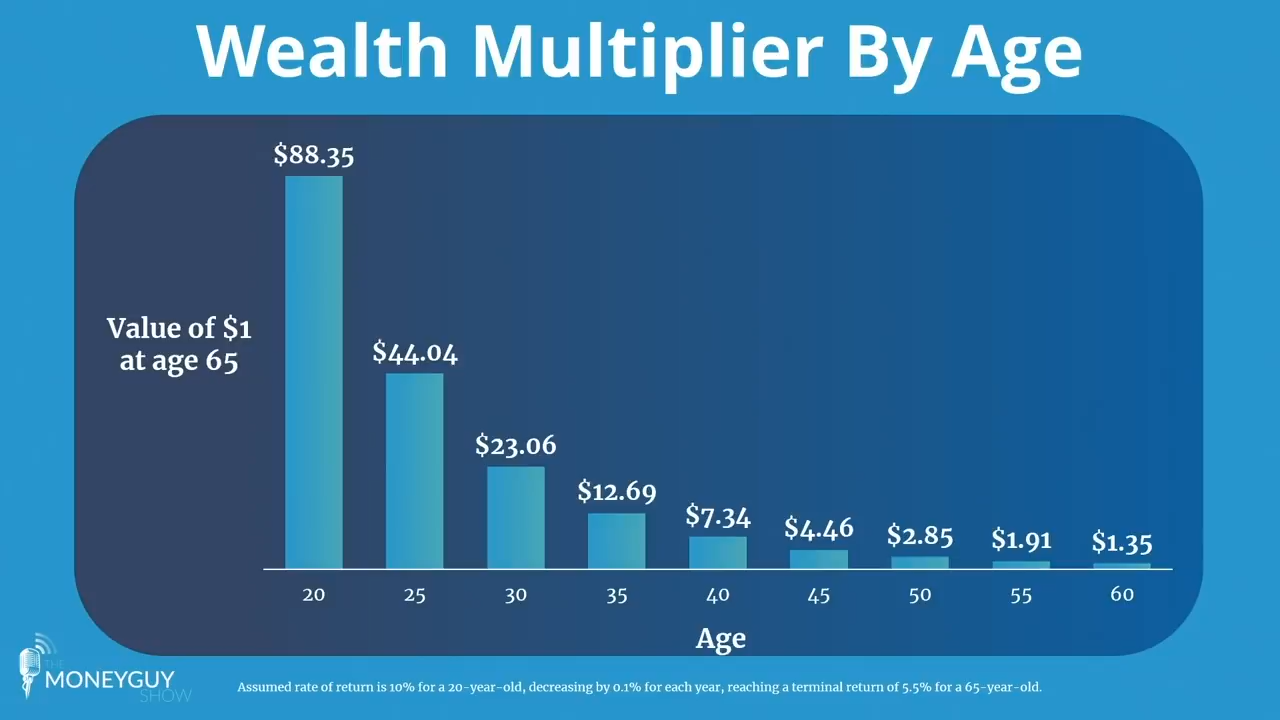 Wealth Multiplier By Age
$88.35
$44.04
$23.06
$12.69
$7.34
$4.46
$2.85
$1.91
$1.35
Value of $1
at age 65
20 25 30 35 40 45 50 55 60
Age
THE
MONEYGUY
SHOW
Assumed rate of return is 10% for a 20-year-old, decreasing by 0.1% for each year, reaching a terminal return of 5.5% for a 65-year-old.